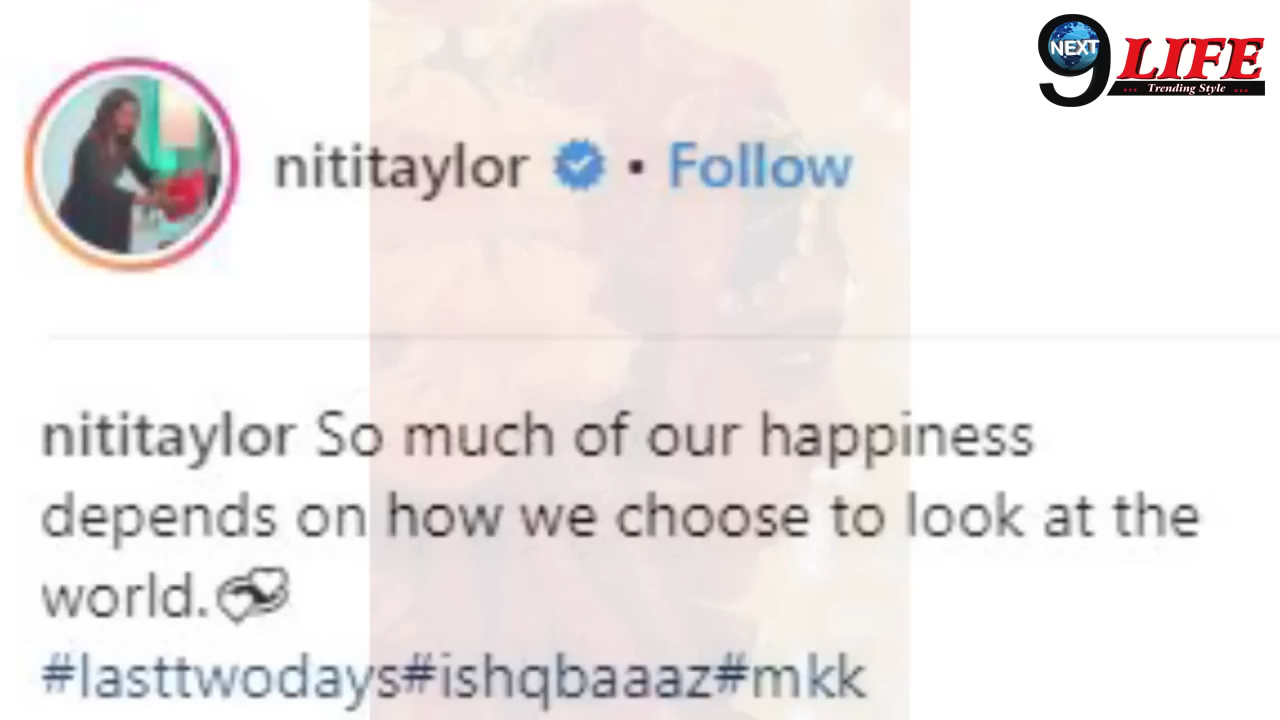 9 NEXT LIFE
... Trending Style ...
nititaylor • Follow
nititaylor So much of our happiness
depends on how we choose to look at the
world.💞
#lasttwodays#ishqbaaaz#mkk